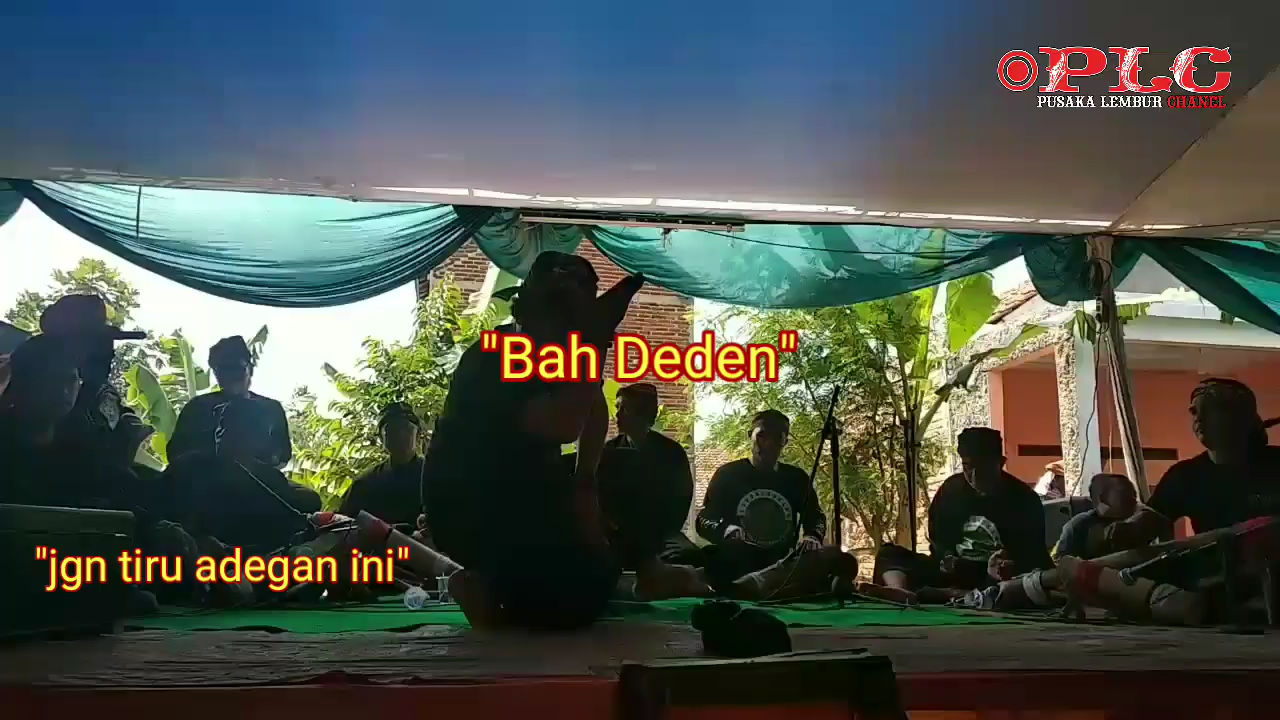 PLC
PUSAKA LEMBUR CHANEL
"Bah Deden"
"jgn tiru adegan ini"